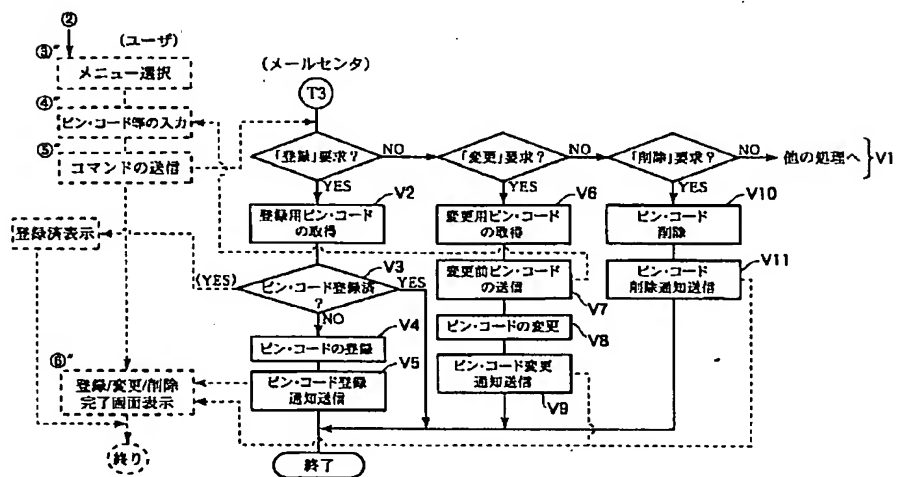 ②
(ユーザ)
③"
メニュー選択
④"
ピン・コード等の入力
⑤"
コマンドの送信
登録済表示
⑥"
登録/変更/削除
完了画面表示
終り
(メールセンタ)
T3
「登録」要求?
NO
「変更」要求?
NO
「削除」要求?
NO
他の処理へ
V1
YES
YES
YES
V2
登録用ピン・コード
の取得
V6
変更用ピン・コード
の取得
V10
ピン・コード
削除
(YES)
V3
ピン・コード登録済
?
YES
NO
変更前ピン・コード
の送信
V7
V11
ピン・コード
削除通知送信
V4
ピン・コードの登録
ピン・コードの変更
V8
V5
ピン・コード登録
通知送信
ピン・コード変更
通知送信
V9
終了